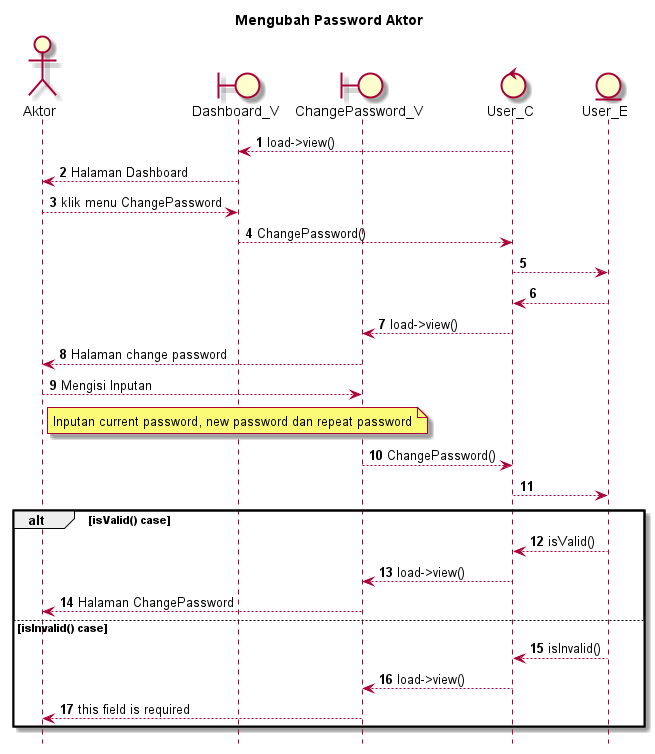 Mengubah Password Aktor
Aktor
Dashboard_V
ChangePassword_V
User_C
User_E
1 load->view()
2 Halaman Dashboard
3 klik menu ChangePassword
4 ChangePassword()
5
6
7 load->view()
8 Halaman change password
9 Mengisi Inputan
Inputan current password, new password dan repeat password
10 ChangePassword()
11
alt [isValid() case]
12 isValid()
13 load->view()
14 Halaman ChangePassword
[isInvalid() case]
15 isInvalid()
16 load->view()
17 this field is required